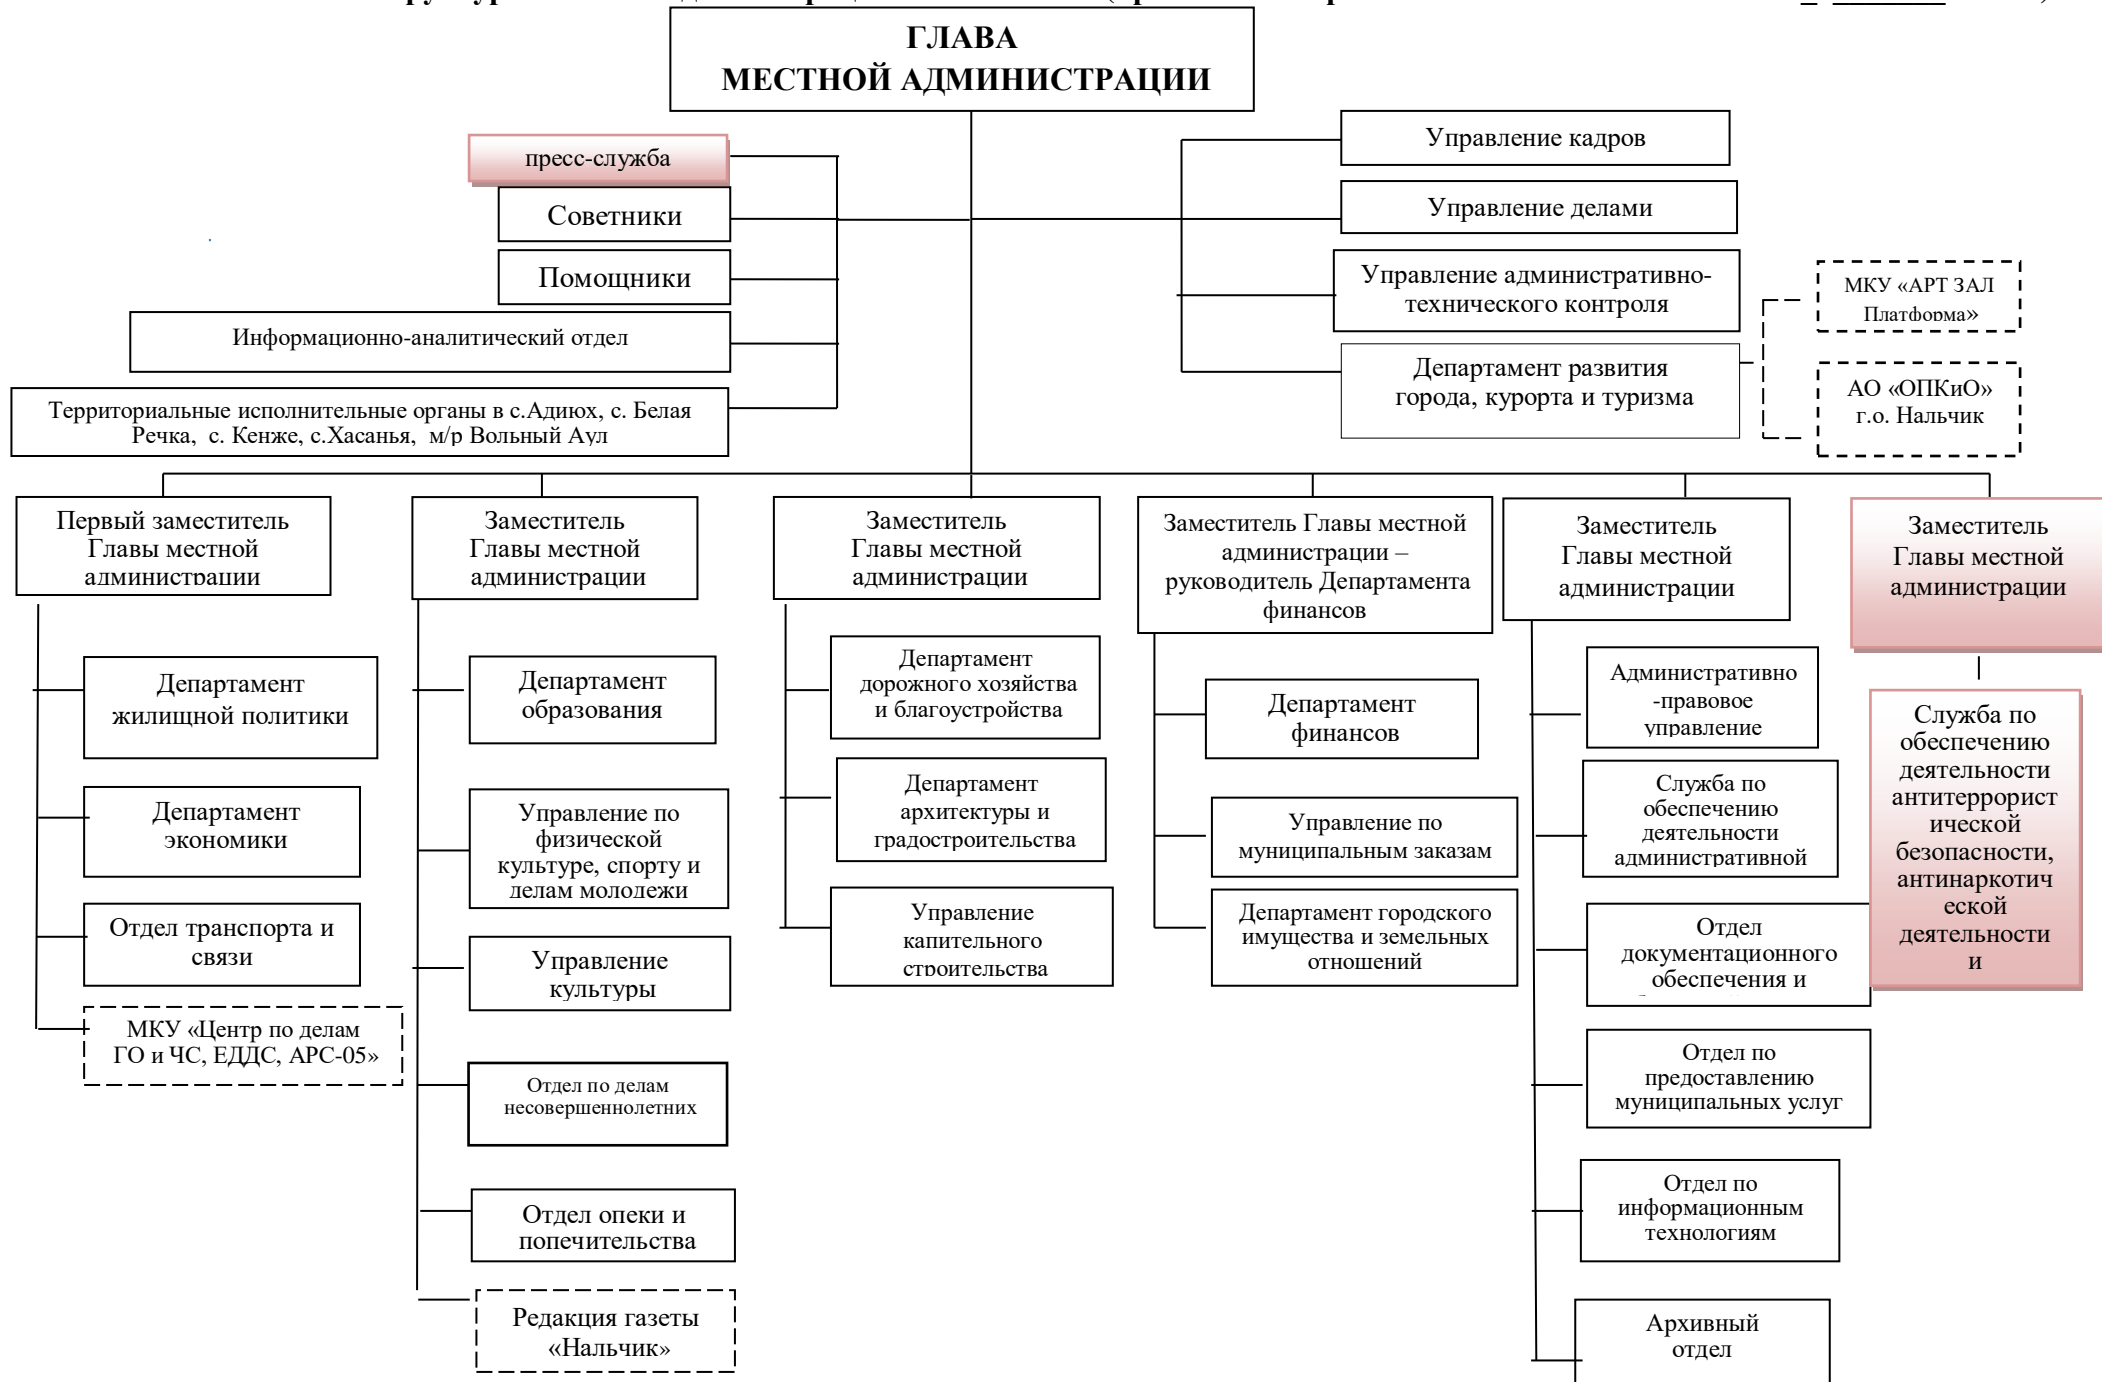 ГЛАВА
МЕСТНОЙ АДМИНИСТРАЦИИ
пресс-служба
Советники
Помощники
Информационно-аналитический отдел
Территориальные исполнительные органы в с.Адиюх, с. Белая
Речка, с. Кенже, с.Хасанья, м/р Вольный Аул
Управление кадров
Управление делами
Управление административно-
технического контроля
Департамент развития
города, курорта и туризма
МКУ «АРТ ЗАЛ
Платформа»
АО «ОПКиО»
г.о. Нальчик
Первый заместитель
Главы местной
администрации
Департамент
жилищной политики
Департамент
экономики
Отдел транспорта и
связи
МКУ «Центр по делам
ГО и ЧС, ЕДДС, АРС-05»
Заместитель
Главы местной
администрации
Департамент
образования
Управление по
физической
культуре, спорту и
делам молодежи
Управление
культуры
Отдел по делам
несовершеннолетних
Отдел опеки и
попечительства
Редакция газеты
«Нальчик»
Заместитель
Главы местной
администрации
Департамент
дорожного хозяйства
и благоустройства
Департамент
архитектуры и
градостроительства
Управление
капительного
строительства
Заместитель Главы местной
администрации –
руководитель Департамента
финансов
Департамент
финансов
Управление по
муниципальным заказам
Департамент городского
имущества и земельных
отношений
Заместитель
Главы местной
администрации
Административно
-правовое
управление
Служба по
обеспечению
деятельности
административной
Отдел
документационного
обеспечения и
Отдел по
предоставлению
муниципальных услуг
Отдел по
информационным
технологиям
Архивный
отдел
Заместитель
Главы местной
администрации
Служба по
обеспечению
деятельности
антитеррорист
ической
безопасности,
антинаркотич
еской
деятельности
и